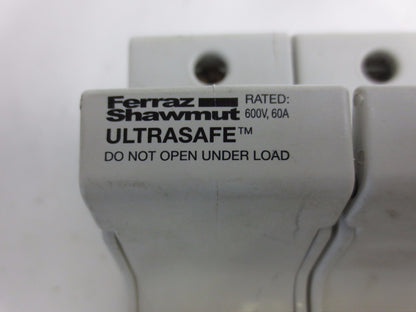 Ferraz RATED:
Shawmut 600V, 60A
ULTRASAFE™
DO NOT OPEN UNDER LOAD